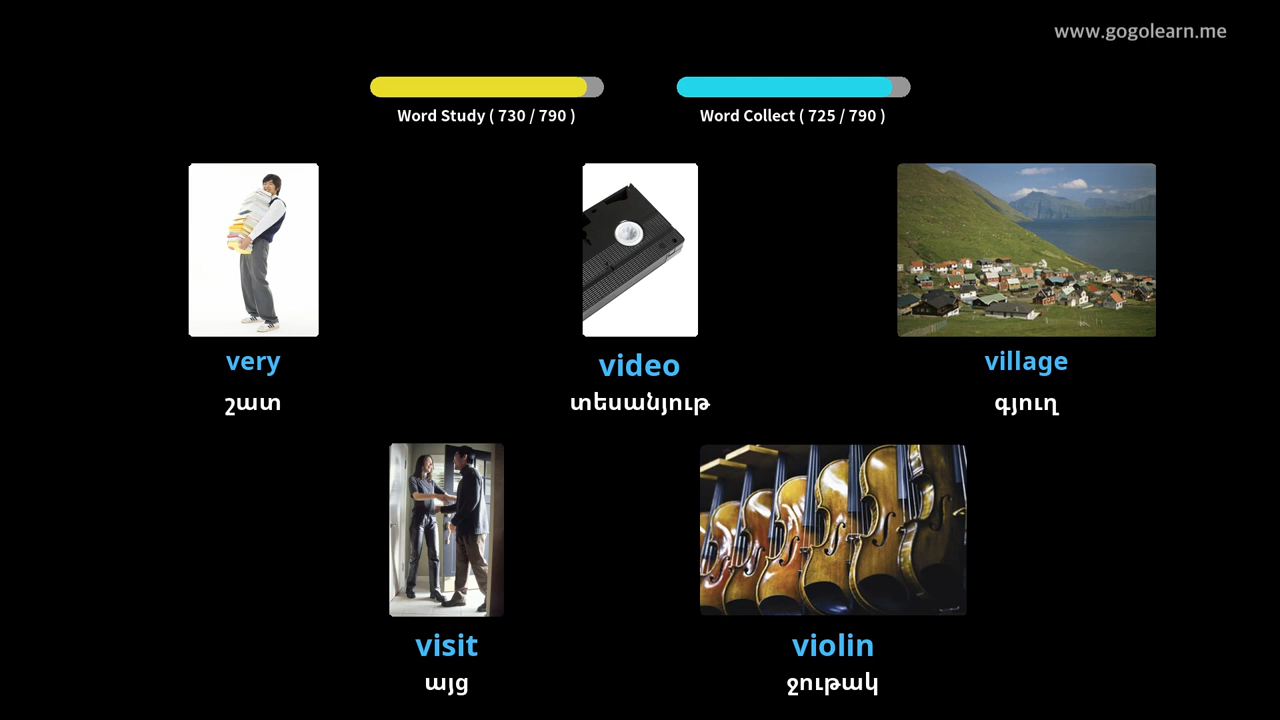 www.gogolearn.me
Word Study ( 730 / 790 )
Word Collect ( 725 / 790 )
very
video
village
շատ
տեսանյութ
գյուղ
visit
violin
այց
ջութակ